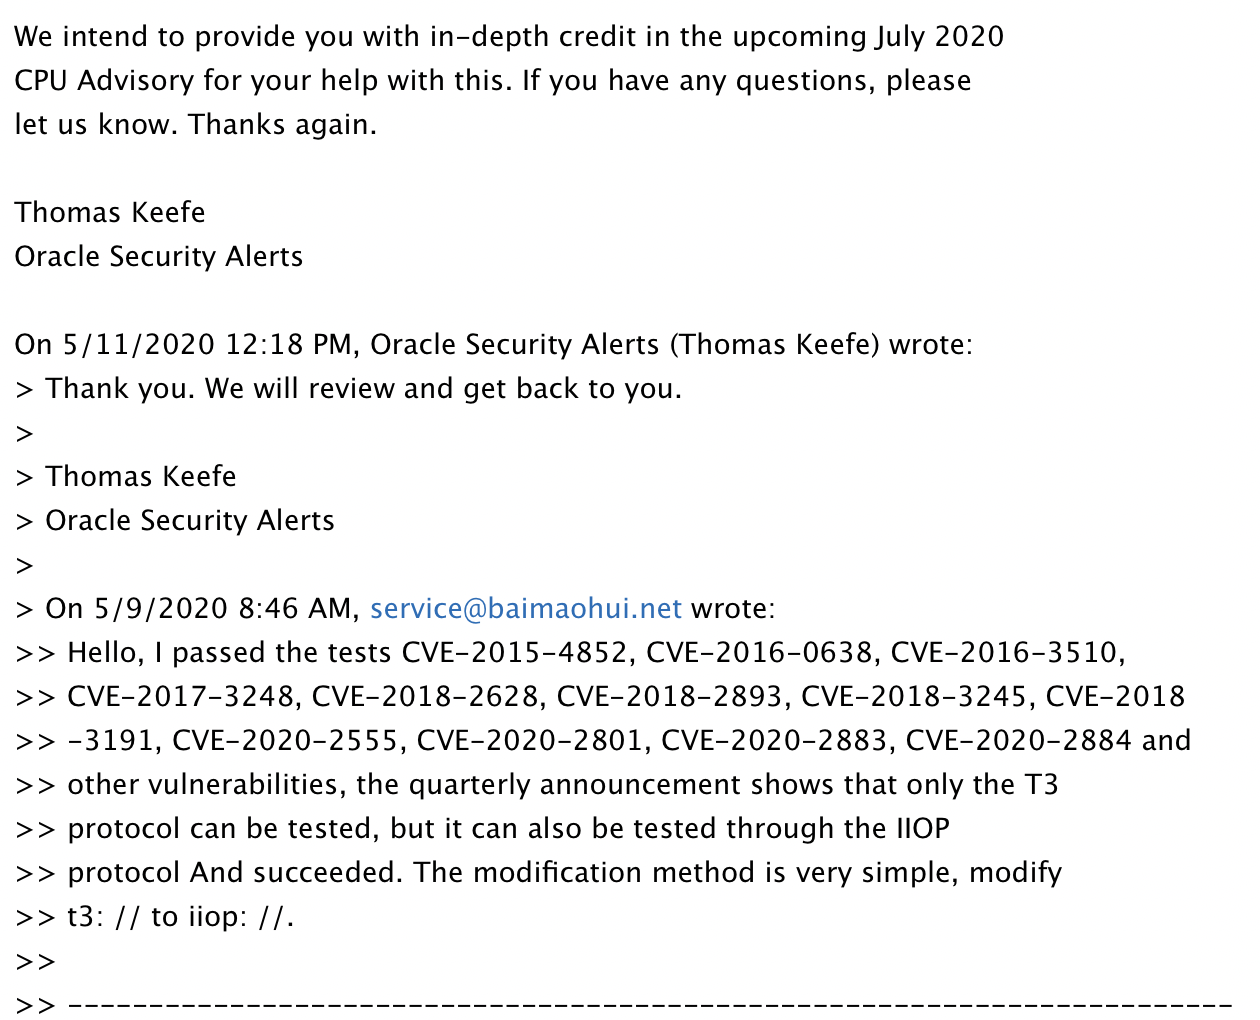 We intend to provide you with in-depth credit in the upcoming July 2020
CPU Advisory for your help with this. If you have any questions, please
let us know. Thanks again.
Thomas Keefe
Oracle Security Alerts
On 5/11/2020 12:18 PM, Oracle Security Alerts (Thomas Keefe) wrote:
> Thank you. We will review and get back to you.
>
> Thomas Keefe
> Oracle Security Alerts
>
> On 5/9/2020 8:46 AM, service@baimaohui.net wrote:
>> Hello, I passed the tests CVE-2015-4852, CVE-2016-0638, CVE-2016-3510,
>> CVE-2017-3248, CVE-2018-2628, CVE-2018-2893, CVE-2018-3245, CVE-2018
>> -3191, CVE-2020-2555, CVE-2020-2801, CVE-2020-2883, CVE-2020-2884 and
>> other vulnerabilities, the quarterly announcement shows that only the T3
>> protocol can be tested, but it can also be tested through the IIOP
>> protocol And succeeded. The modification method is very simple, modify
>> t3: // to iiop: //.
>>
>> ------------------------------------------------------------------------